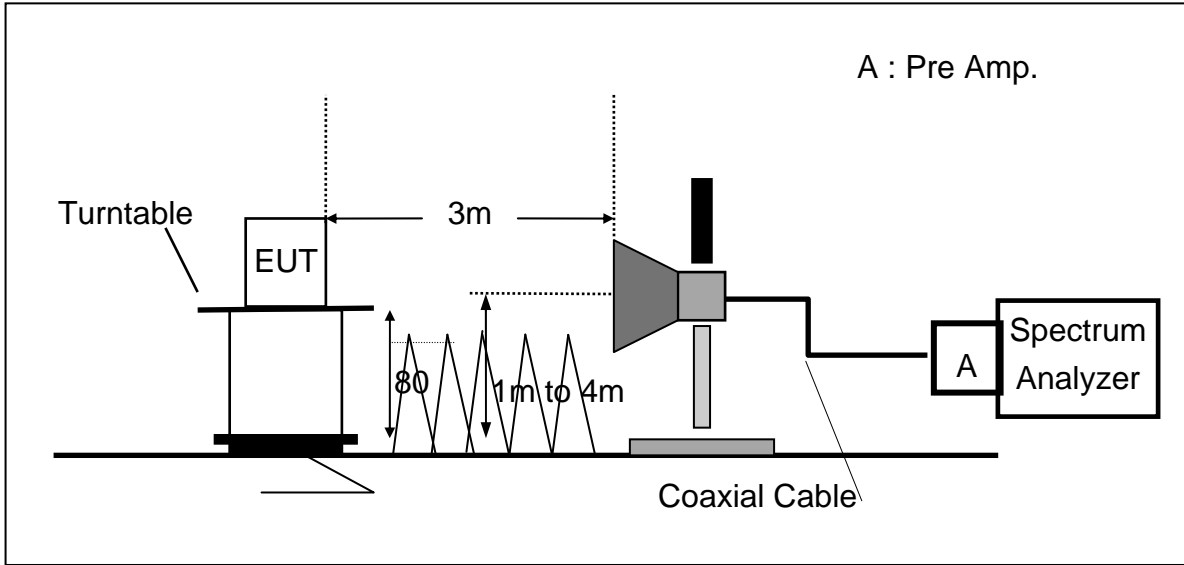 A : Pre Amp.
Turntable
3m
EUT
80
1m to 4m
A
Spectrum
Analyzer
Coaxial Cable